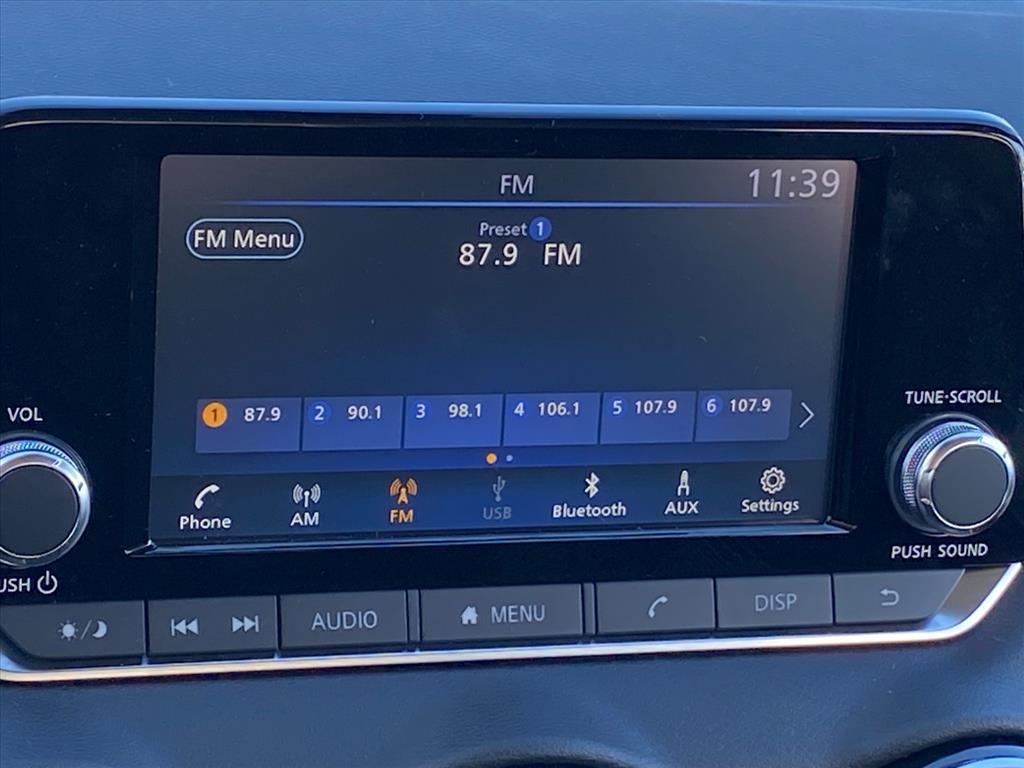 FM 11:39
FM Menu
Preset 1
87.9 FM
1 87.9 2 90.1 3 98.1 4 106.1 5 107.9 6 107.9
Phone AM FM USB Bluetooth AUX Settings
VOL
USH
TUNE·SCROLL
PUSH SOUND
AUDIO MENU DISP